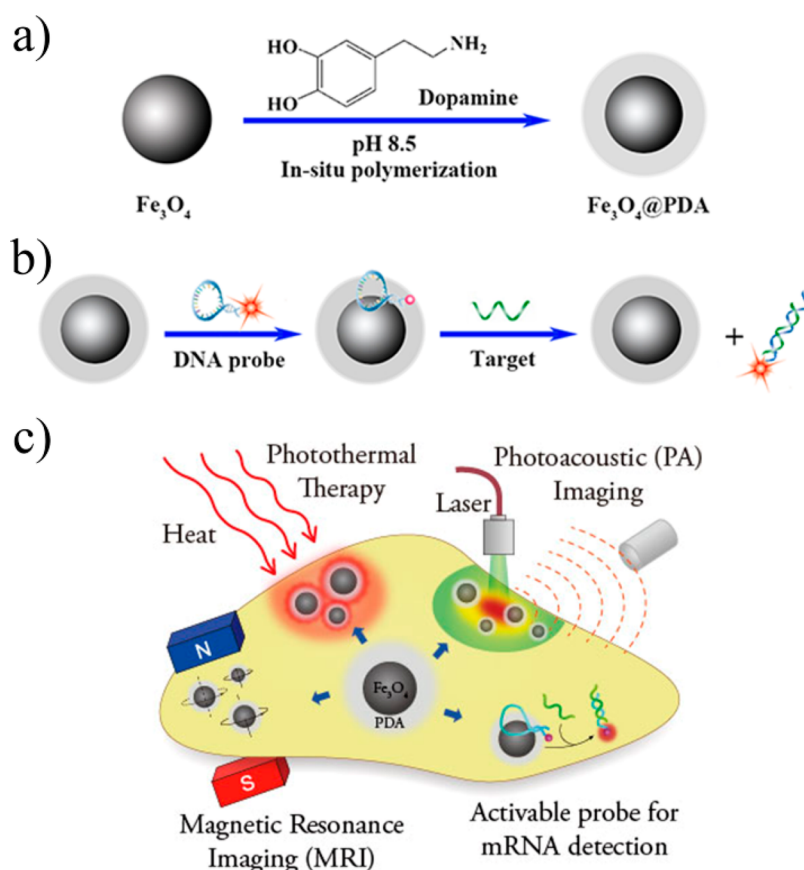 a)
HO
HO
NH₂
Dopamine
pH 8.5
In-situ polymerization
Fe₃O₄
Fe₃O₄@PDA
b)
DNA probe
Target
+
c)
Photothermal
Therapy
Heat
Photoacoustic (PA)
Imaging
Laser
N
Fe₃O₄
PDA
S
Magnetic Resonance
Imaging (MRI)
Activable probe for
mRNA detection